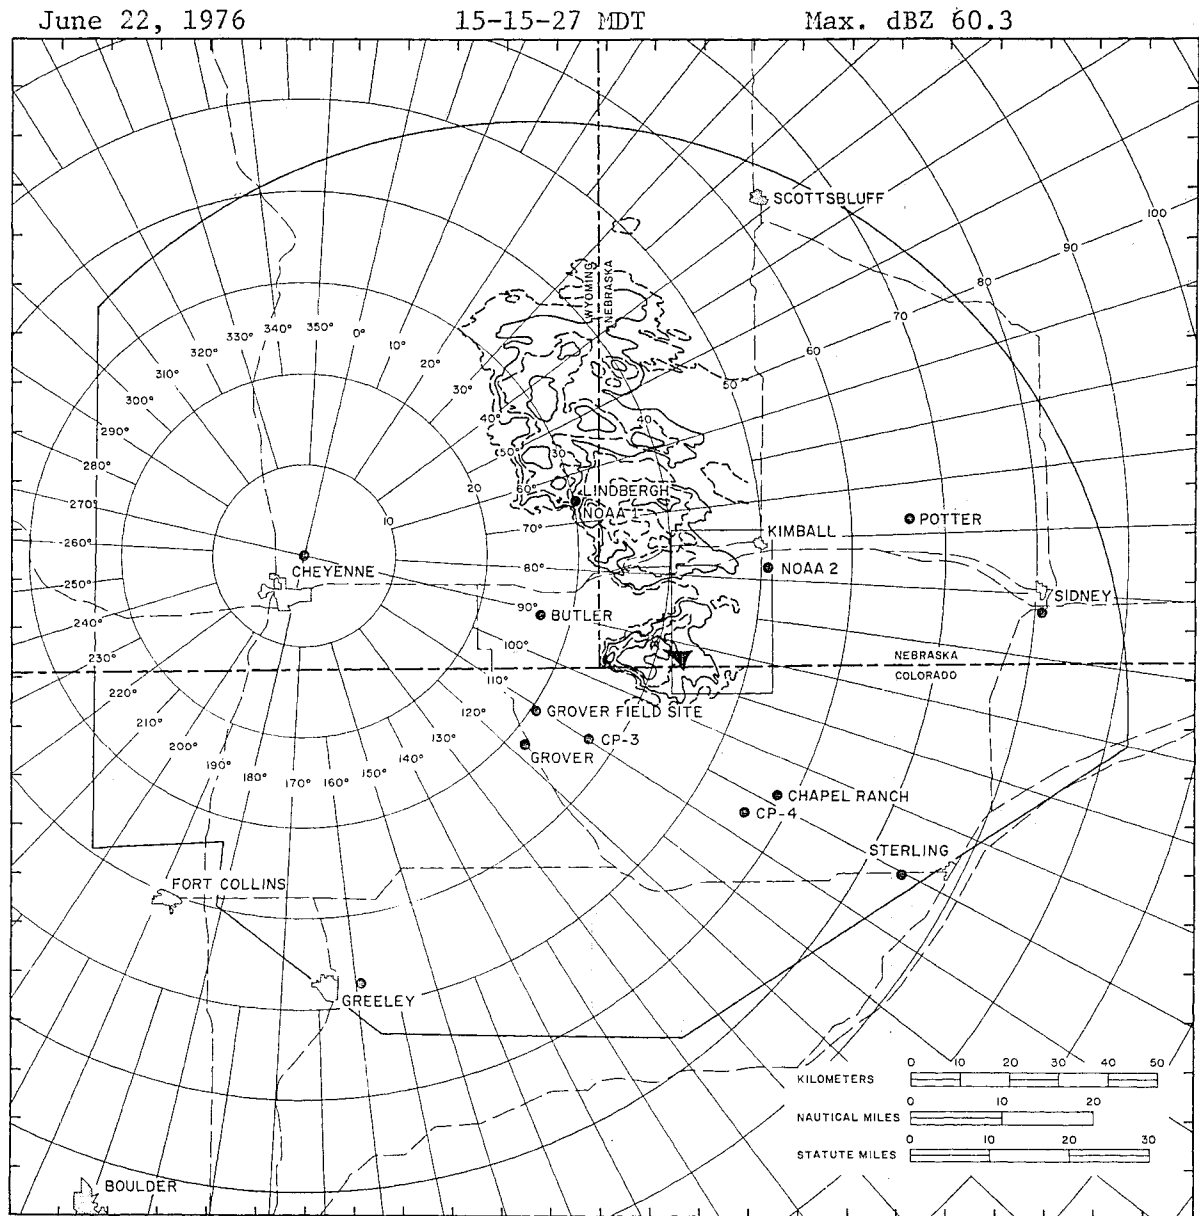 June 22, 1976 15-15-27 MDT Max. dBZ 60.3
SCOTTSBLUFF
100
90
80
70
60
50
40
30
20
10
WYOMING
NEBRASKA
350°
0°
10°
20°
30°
40°
50°
60°
70°
80°
90°
100°
110°
120°
130°
140°
150°
160°
170°
180°
190°
200°
210°
220°
230°
240°
250°
260°
270°
280°
290°
300°
310°
320°
330°
340°
LINDBERGH
NOAA 1
POTTER
KIMBALL
NOAA 2
CHEYENNE
SIDNEY
BUTLER
NEBRASKA
COLORADO
GROVER FIELD SITE
CP-3
GROVER
CHAPEL RANCH
CP-4
STERLING
FORT COLLINS
GREELEY
BOULDER
0 10 20 30 40 50
KILOMETERS
0 10 20
NAUTICAL MILES
0 10 20 30
STATUTE MILES